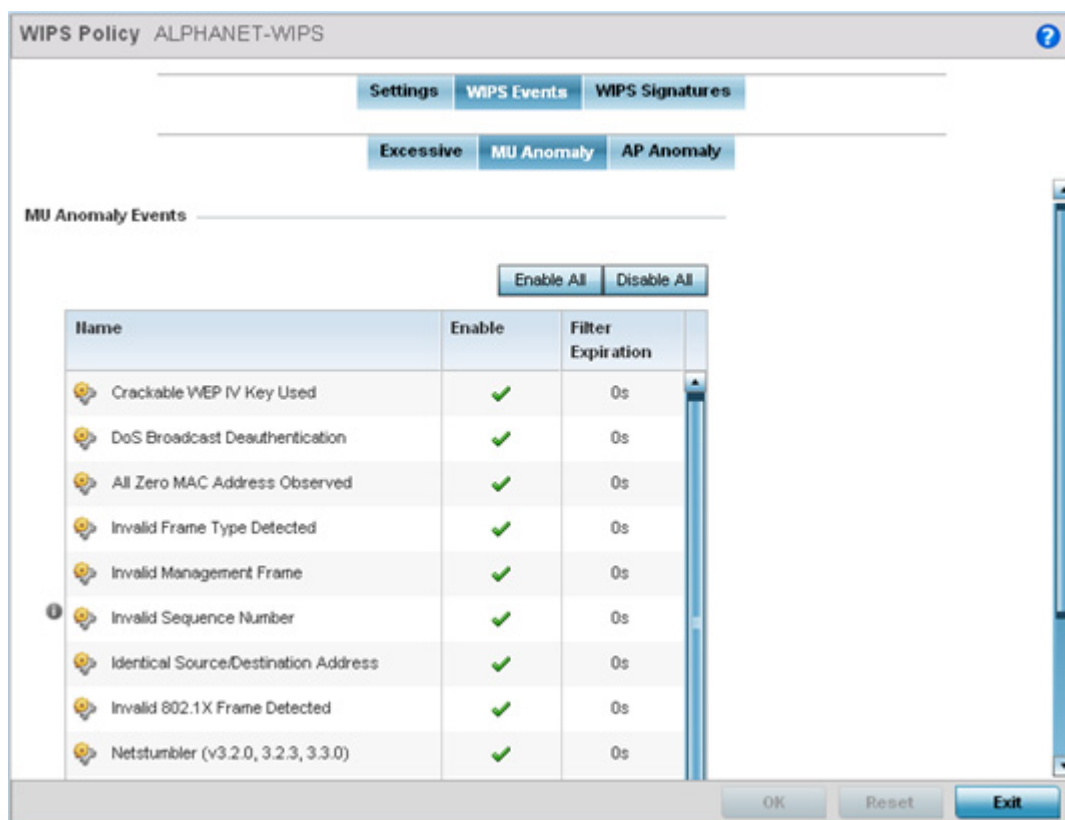 WIPS Policy ALPHANET-WIPS
?
Settings WIPS Events WIPS Signatures
Excessive MU Anomaly AP Anomaly
MU Anomaly Events
Enable All Disable All
Name Enable Filter Expiration
Crackable WEP IV Key Used 0s
DoS Broadcast Deauthentication 0s
All Zero MAC Address Observed 0s
Invalid Frame Type Detected 0s
Invalid Management Frame 0s
Invalid Sequence Number 0s
Identical Source/Destination Address 0s
Invalid 802.1X Frame Detected 0s
Netstumbler (v3.2.0, 3.2.3, 3.3.0) 0s
OK Reset Exit